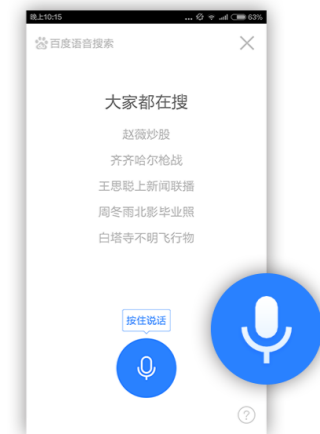 晚上10:15 ... 63%
百度语音搜索
大家都在搜
赵薇炒股
齐齐哈尔枪战
王思聪上新闻联播
周冬雨北影毕业照
白塔寺不明飞行物
按住说话
?